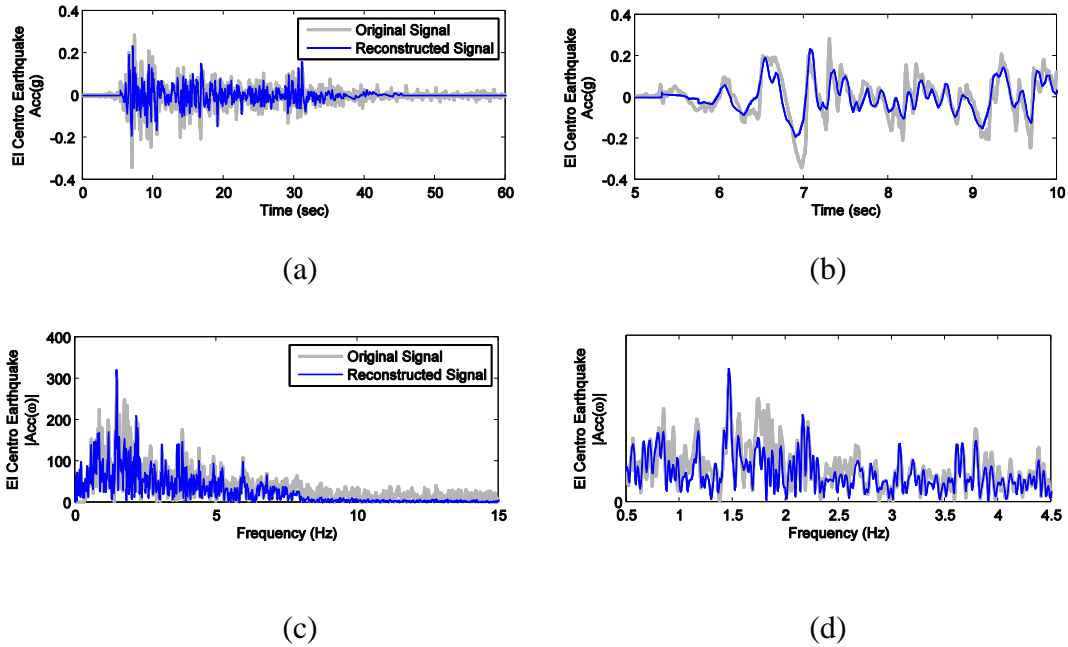 El Centro Earthquake
Acc(g)
0.4
0.2
0
-0.2
-0.4
Original Signal
Reconstructed Signal
0 10 20 30 40 50 60
Time (sec)
(a)
El Centro Earthquake
Acc(g)
0.4
0.2
0
-0.2
-0.4
5 6 7 8 9 10
Time (sec)
(b)
El Centro Earthquake
|Acc(ω)|
400
300
200
100
0
Original Signal
Reconstructed Signal
0 5 10 15
Frequency (Hz)
(c)
El Centro Earthquake
|Acc(ω)|
0
0.5 1 1.5 2 2.5 3 3.5 4 4.5
Frequency (Hz)
(d)